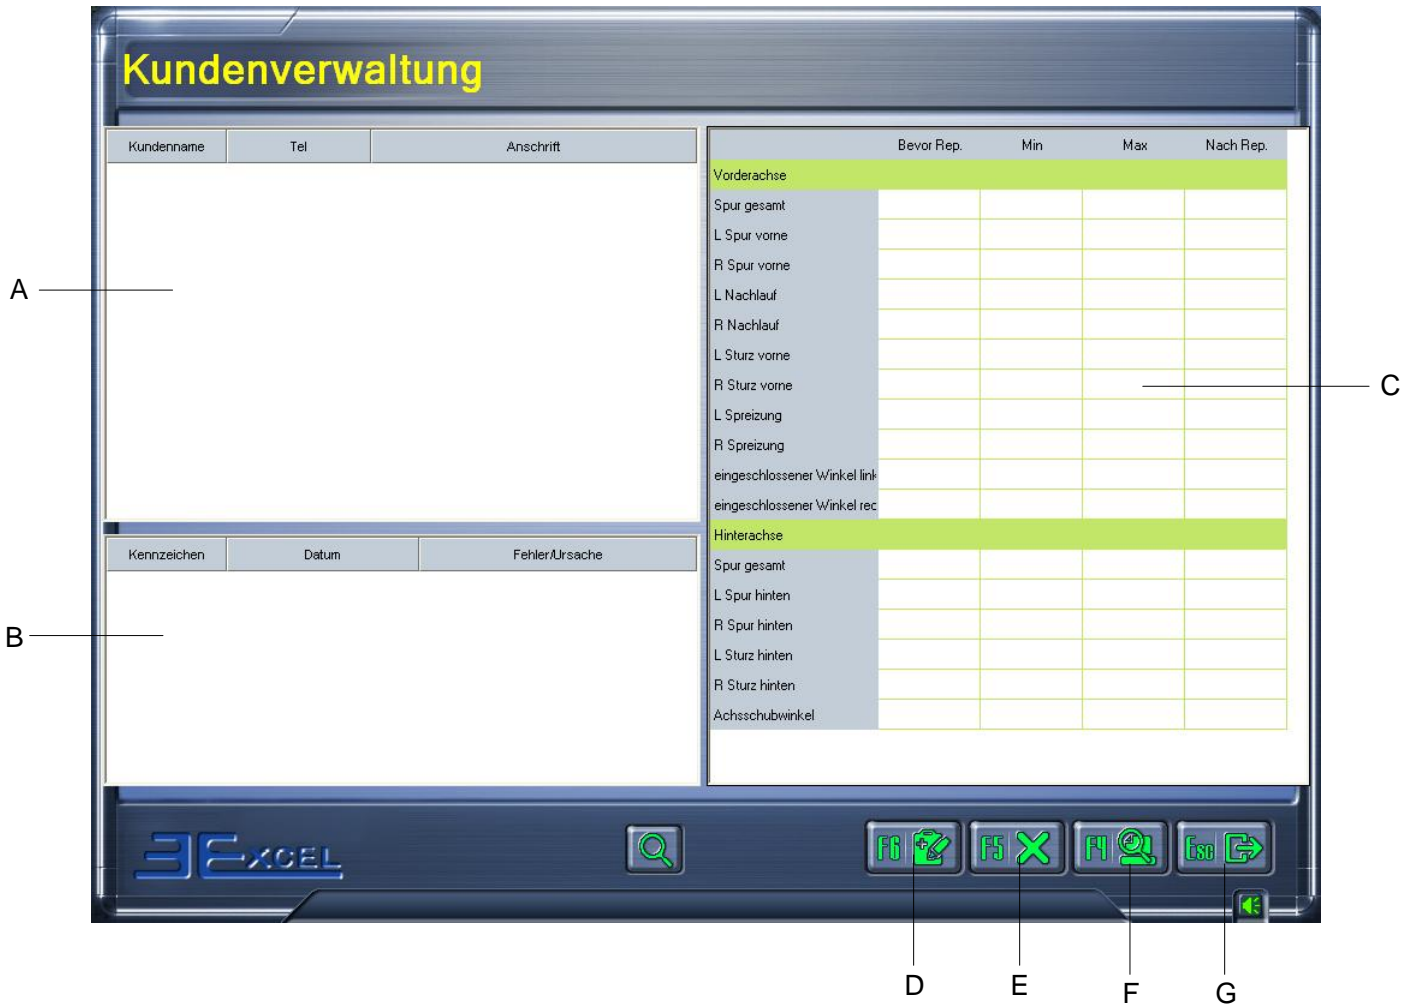 Kundenverwaltung
Kundenname Tel Anschrift
Bevor Rep. Min Max Nach Rep.
Vorderachse
Spur gesamt
L Spur vorne
R Spur vorne
L Nachlauf
R Nachlauf
L Sturz vorne
R Sturz vorne
L Spreizung
R Spreizung
eingeschlossener Winkel link
eingeschlossener Winkel rec
Hinterachse
Spur gesamt
L Spur hinten
R Spur hinten
L Sturz hinten
R Sturz hinten
Achsschubwinkel
Kennzeichen Datum Fehler/Ursache
A
B
C
EXCEL
F6 F5 F4 Esc
D E F G